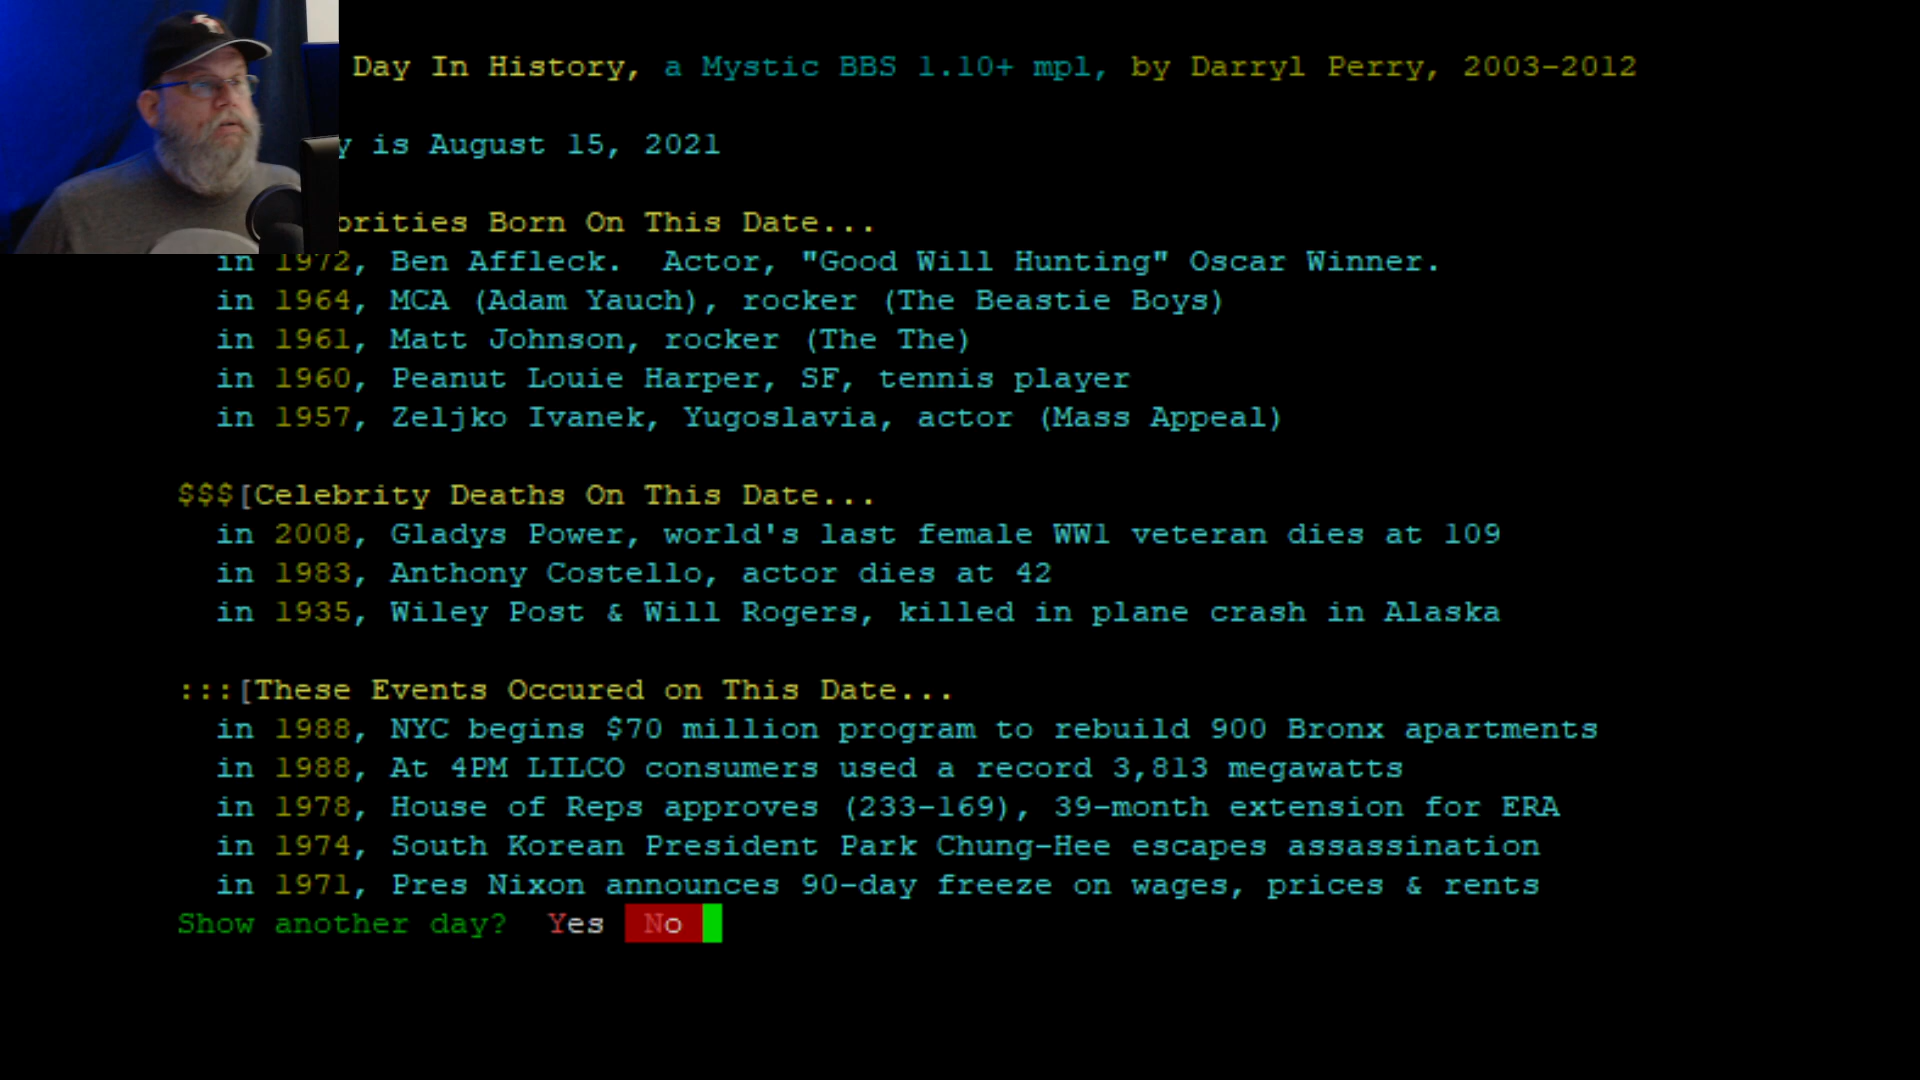 Day In History, a Mystic BBS 1.10+ mpl, by Darryl Perry, 2003-2012
is August 15, 2021
Born On This Date...
in 1972, Ben Affleck. Actor, "Good Will Hunting" Oscar Winner.
in 1964, MCA (Adam Yauch), rocker (The Beastie Boys)
in 1961, Matt Johnson, rocker (The The)
in 1960, Peanut Louie Harper, SF, tennis player
in 1957, Zeljko Ivanek, Yugoslavia, actor (Mass Appeal)
$$$[Celebrity Deaths On This Date...
in 2008, Gladys Power, world's last female WW1 veteran dies at 109
in 1983, Anthony Costello, actor dies at 42
in 1935, Wiley Post & Will Rogers, killed in plane crash in Alaska
:::[These Events Occured on This Date...
in 1988, NYC begins $70 million program to rebuild 900 Bronx apartments
in 1988, At 4PM LILCO consumers used a record 3,813 megawatts
in 1978, House of Reps approves (233-169), 39-month extension for ERA
in 1974, South Korean President Park Chung-Hee escapes assassination
in 1971, Pres Nixon announces 90-day freeze on wages, prices & rents
Show another day? Yes No